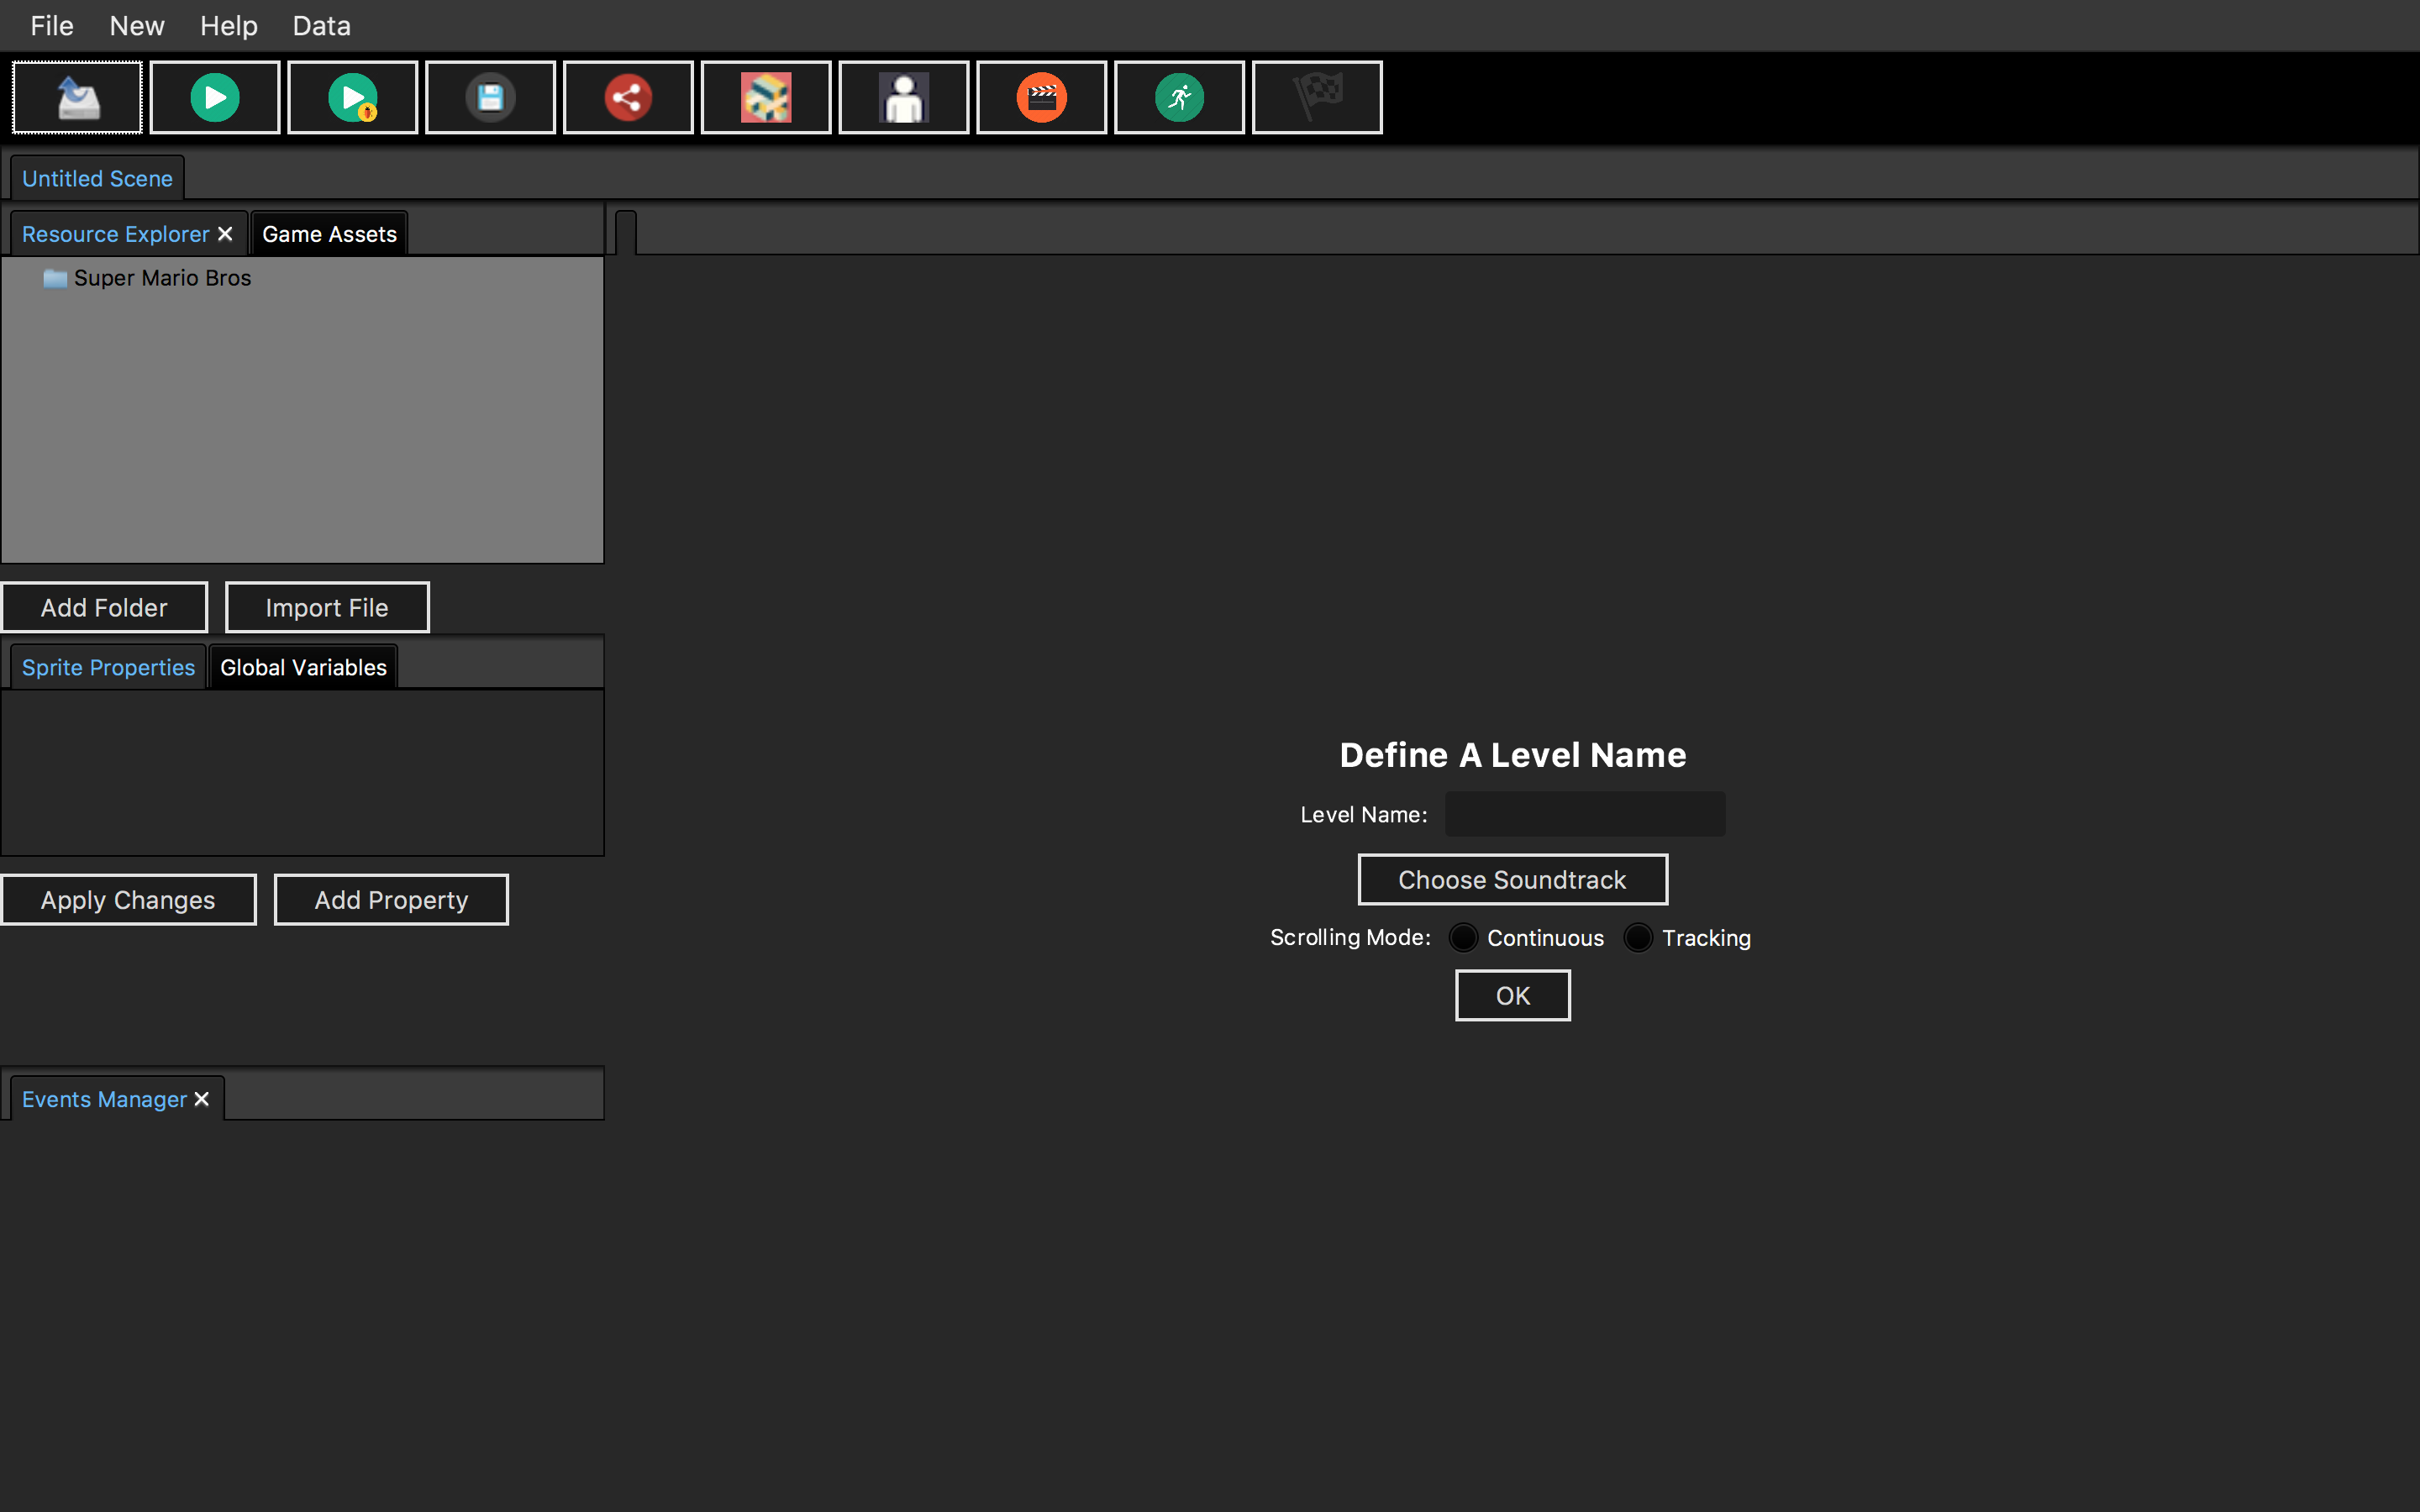 File New Help Data
Untitled Scene
Resource Explorer Game Assets
Super Mario Bros
Add Folder Import File
Sprite Properties Global Variables
Define A Level Name
Level Name:
Choose Soundtrack
Apply Changes Add Property
Scrolling Mode: Continuous Tracking
OK
Events Manager